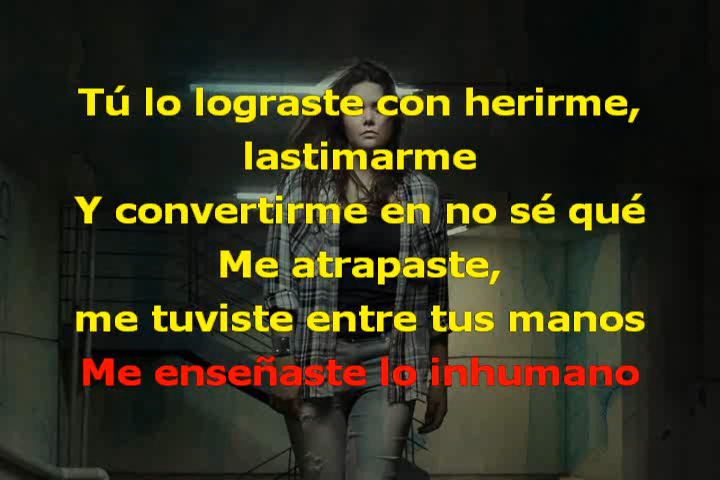 Tú lo lograste con herirme,
lastimarme
Y convertirme en no sé qué
Me atrapaste,
me tuviste entre tus manos
Me enseñaste lo inhumano